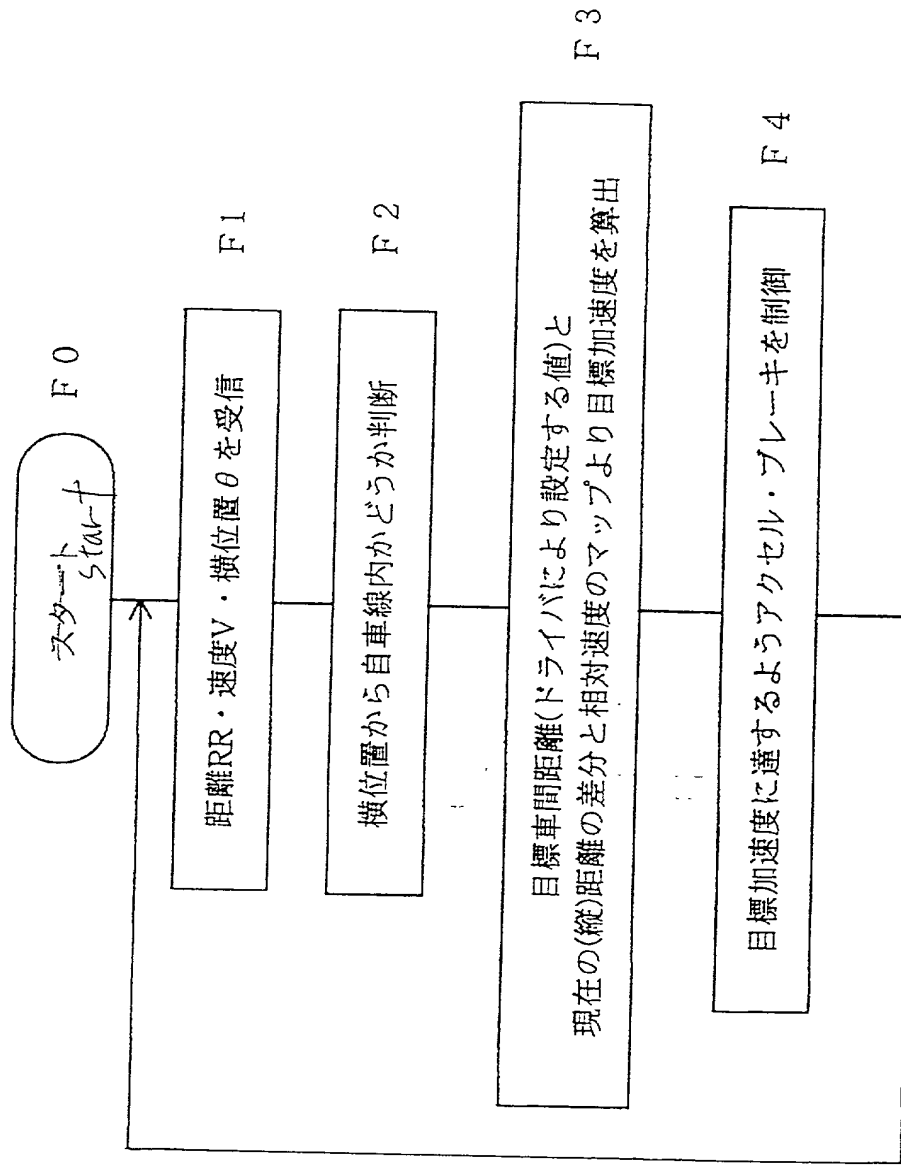 スタート
start
F0
距離RR・速度V・横位置θを受信
F1
横位置から自車線内かどうか判断
F2
目標車間距離(ドライバにより設定する値)と
現在の(縦)距離の差分と相対速度のマップより目標加速度を算出
F3
目標加速度に達するようアクセル・ブレーキを制御
F4